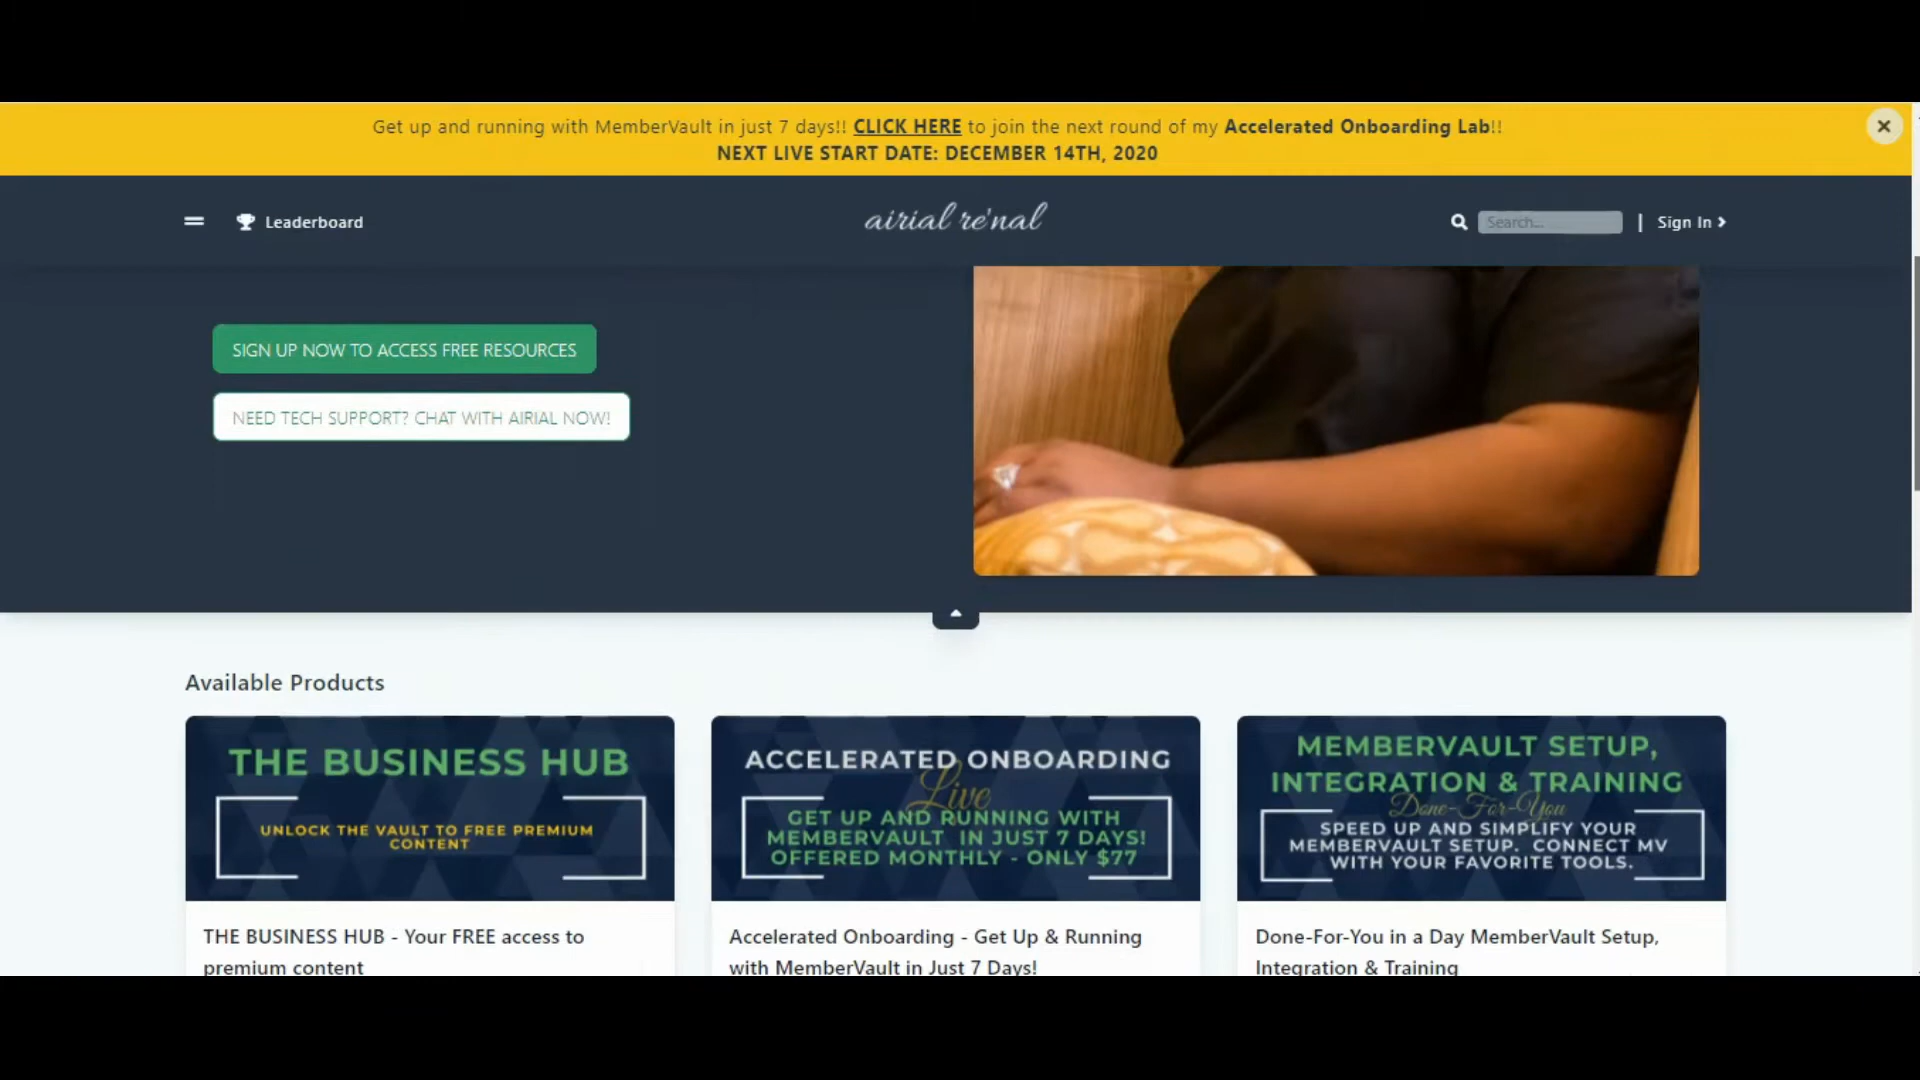 Get up and running with MemberVault in just 7 days!! CLICK HERE to join the next round of my Accelerated Onboarding Lab!!
NEXT LIVE START DATE: DECEMBER 14TH, 2020
Leaderboard
airial re'nal
Search...
|
Sign In
SIGN UP NOW TO ACCESS FREE RESOURCES
NEED TECH SUPPORT? CHAT WITH AIRIAL NOW!
Available Products
THE BUSINESS HUB
UNLOCK THE VAULT TO FREE PREMIUM
CONTENT
THE BUSINESS HUB - Your FREE access to
premium content
ACCELERATED ONBOARDING
Live
GET UP AND RUNNING WITH
MEMBERVAULT IN JUST 7 DAYS!
OFFERED MONTHLY - ONLY $77
Accelerated Onboarding - Get Up & Running
with MemberVault in Just 7 Days!
MEMBERVAULT SETUP,
INTEGRATION & TRAINING
Done-For-You
SPEED UP AND SIMPLIFY YOUR
MEMBERVAULT SETUP. CONNECT MV
WITH YOUR FAVORITE TOOLS.
Done-For-You in a Day MemberVault Setup,
Integration & Training